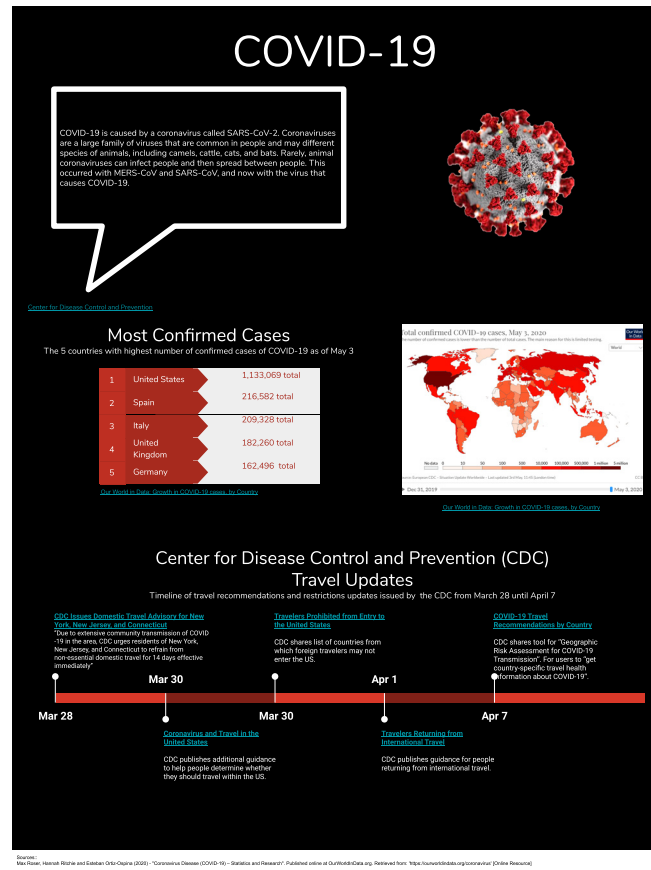 COVID-19
COVID-19 is caused by a coronavirus called SARS-CoV-2. Coronaviruses
are a large family of viruses that are common in people and may different
species of animals, including camels, cattle, cats, and bats. Rarely, animal
coronaviruses can infect people and then spread between people. This
occurred with MERS-CoV and SARS-CoV, and now with the virus that
causes COVID-19.
Center for Disease Control and Prevention
Most Confirmed Cases
The 5 countries with highest number of confirmed cases of COVID-19 as of May 3
1 United States 1,133,069 total
2 Spain 216,582 total
3 Italy 209,328 total
4 United Kingdom 182,260 total
5 Germany 162,496 total
Our World in Data: Growth in COVID-19 cases, by Country
Total confirmed COVID-19 cases, May 3, 2020
Our World
in Data
World
No data 0 10 50 100 500 1,000 10,000 100,000 1 million
Dec 31, 2019 May 3, 2020
Our World in Data: Growth in COVID-19 cases, by Country
Center for Disease Control and Prevention (CDC)
Travel Updates
Timeline of travel recommendations and restrictions updates issued by the CDC from March 28 until April 7
CDC Issues Domestic Travel Advisory for New
York, New Jersey, and Connecticut
"Due to extensive community transmission of COVID
-19 in the area, CDC urges residents of New York,
New Jersey, and Connecticut to refrain from
non-essential domestic travel for 14 days effective
immediately"
Travelers Prohibited from Entry to
the United States
CDC shares list of countries from
which foreign travelers may not
enter the US.
COVID-19 Travel
Recommendations by Country
CDC shares tool for "Geographic
Risk Assessment for COVID-19
Transmission". For users to "get
country-specific travel health
information about COVID-19".
Mar 30
Apr 1
Mar 28
Mar 30
Apr 7
Coronavirus and Travel in the
United States
CDC publishes additional guidance
to help people determine whether
they should travel within the US.
Travelers Returning from
International Travel
CDC publishes guidance for people
returning from international travel.
Sources:
Max Roser, Hannah Ritchie and Esteban Ortiz-Ospina (2020) - "Coronavirus Disease (COVID-19) – Statistics and Research". Published online at OurWorldInData.org. Retrieved from: 'https://ourworldindata.org/coronavirus' [Online Resource]